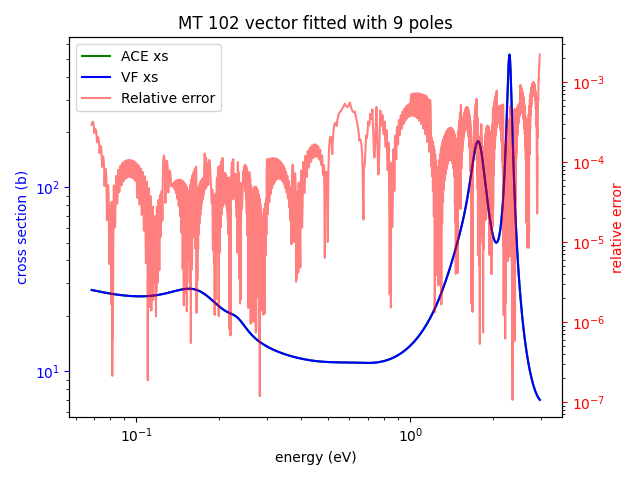 MT 102 vector fitted with 9 poles
ACE xs
VF xs
Relative error
cross section (b)
10²
10¹
10⁻³
10⁻⁴
10⁻⁵
10⁻⁶
10⁻⁷
relative error
10⁻¹
10⁰
energy (eV)